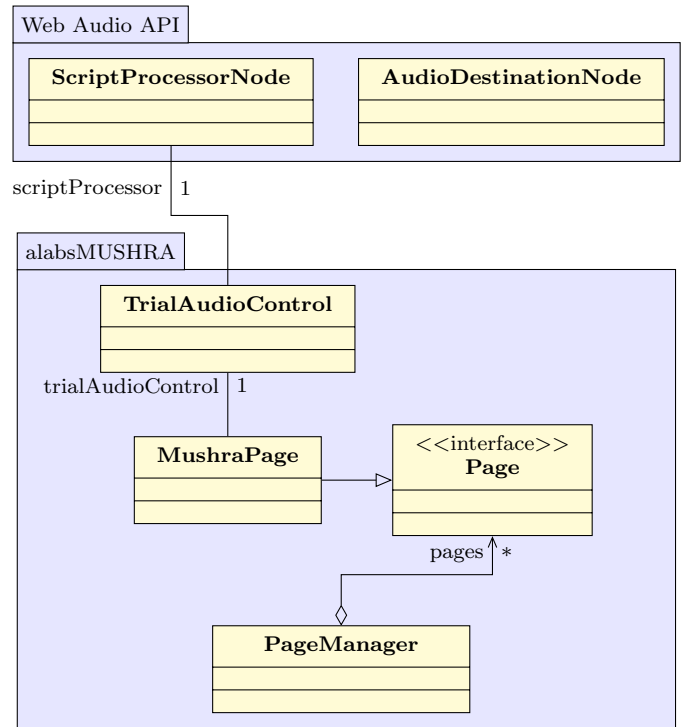 Web Audio API
ScriptProcessorNode
AudioDestinationNode
scriptProcessor 1
alabsMUSHRA
TrialAudioControl
trialAudioControl 1
MushraPage
<<interface>>
Page
pages *
PageManager